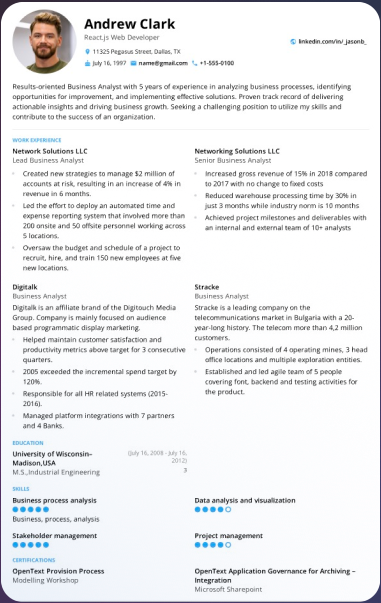 Andrew Clark
React.js Web Developer
11325 Pegasus Street, Dallas, TX
July 16, 1997 name@gmail.com +1-555-0100
linkedin.com/in/_jasonb_
Results-oriented Business Analyst with 5 years of experience in analyzing business processes, identifying
opportunities for improvement, and implementing effective solutions. Proven track record of delivering
actionable insights and driving business growth. Seeking a challenging position to utilize my skills and
contribute to the success of an organization.
WORK EXPERIENCE
Network Solutions LLC
Lead Business Analyst
Created new strategies to manage $2 million of
accounts at risk, resulting in an increase of 4% in
revenue in 6 months.
Led the effort to deploy an automated time and
expense reporting system that involved more than
200 onsite and 50 offsite personnel working across
5 locations.
Oversaw the budget and schedule of a project to
recruit, hire, and train 150 new employees at five
new locations.
Networking Solutions LLC
Senior Business Analyst
Increased gross revenue of 15% in 2018 compared
to 2017 with no change to fixed costs
Reduced warehouse processing time by 30% in
just 3 months while industry norm is 10 months
Achieved project milestones and deliverables with
an internal and external team of 10+ analysts
Digitalk
Business Analyst
Digitalk is an affiliate brand of the Digitouch Media
Group. Company is mainly focused on audience
based programmatic display marketing.
Helped maintain customer satisfaction and
productivity metrics above target for 3 consecutive
quarters.
2005 exceeded the incremental spend target by
120%.
Responsible for all HR related systems (2015-
2016).
Managed platform integrations with 7 partners
and 4 Banks.
Stracke
Business Analyst
Stracke is a leading company on the
telecommunications market in Bulgaria with a 20-
year-long history. The telecom more than 4,2 million
customers.
Operations consisted of 4 operating mines, 3 head
office locations and multiple exploration entities.
Established and led agile team of 5 people
covering font, backend and testing activities for
the product.
EDUCATION
University of Wisconsin–
Madison,USA
M.S.,Industrial Engineering
(July 16, 2008 - July 16,
2012)
3
SKILLS
Business process analysis
Business, process, analysis
Data analysis and visualization
Stakeholder management
Project management
CERTIFICATIONS
OpenText Provision Process
Modelling Workshop
OpenText Application Governance for Archiving –
Integration
Microsoft Sharepoint